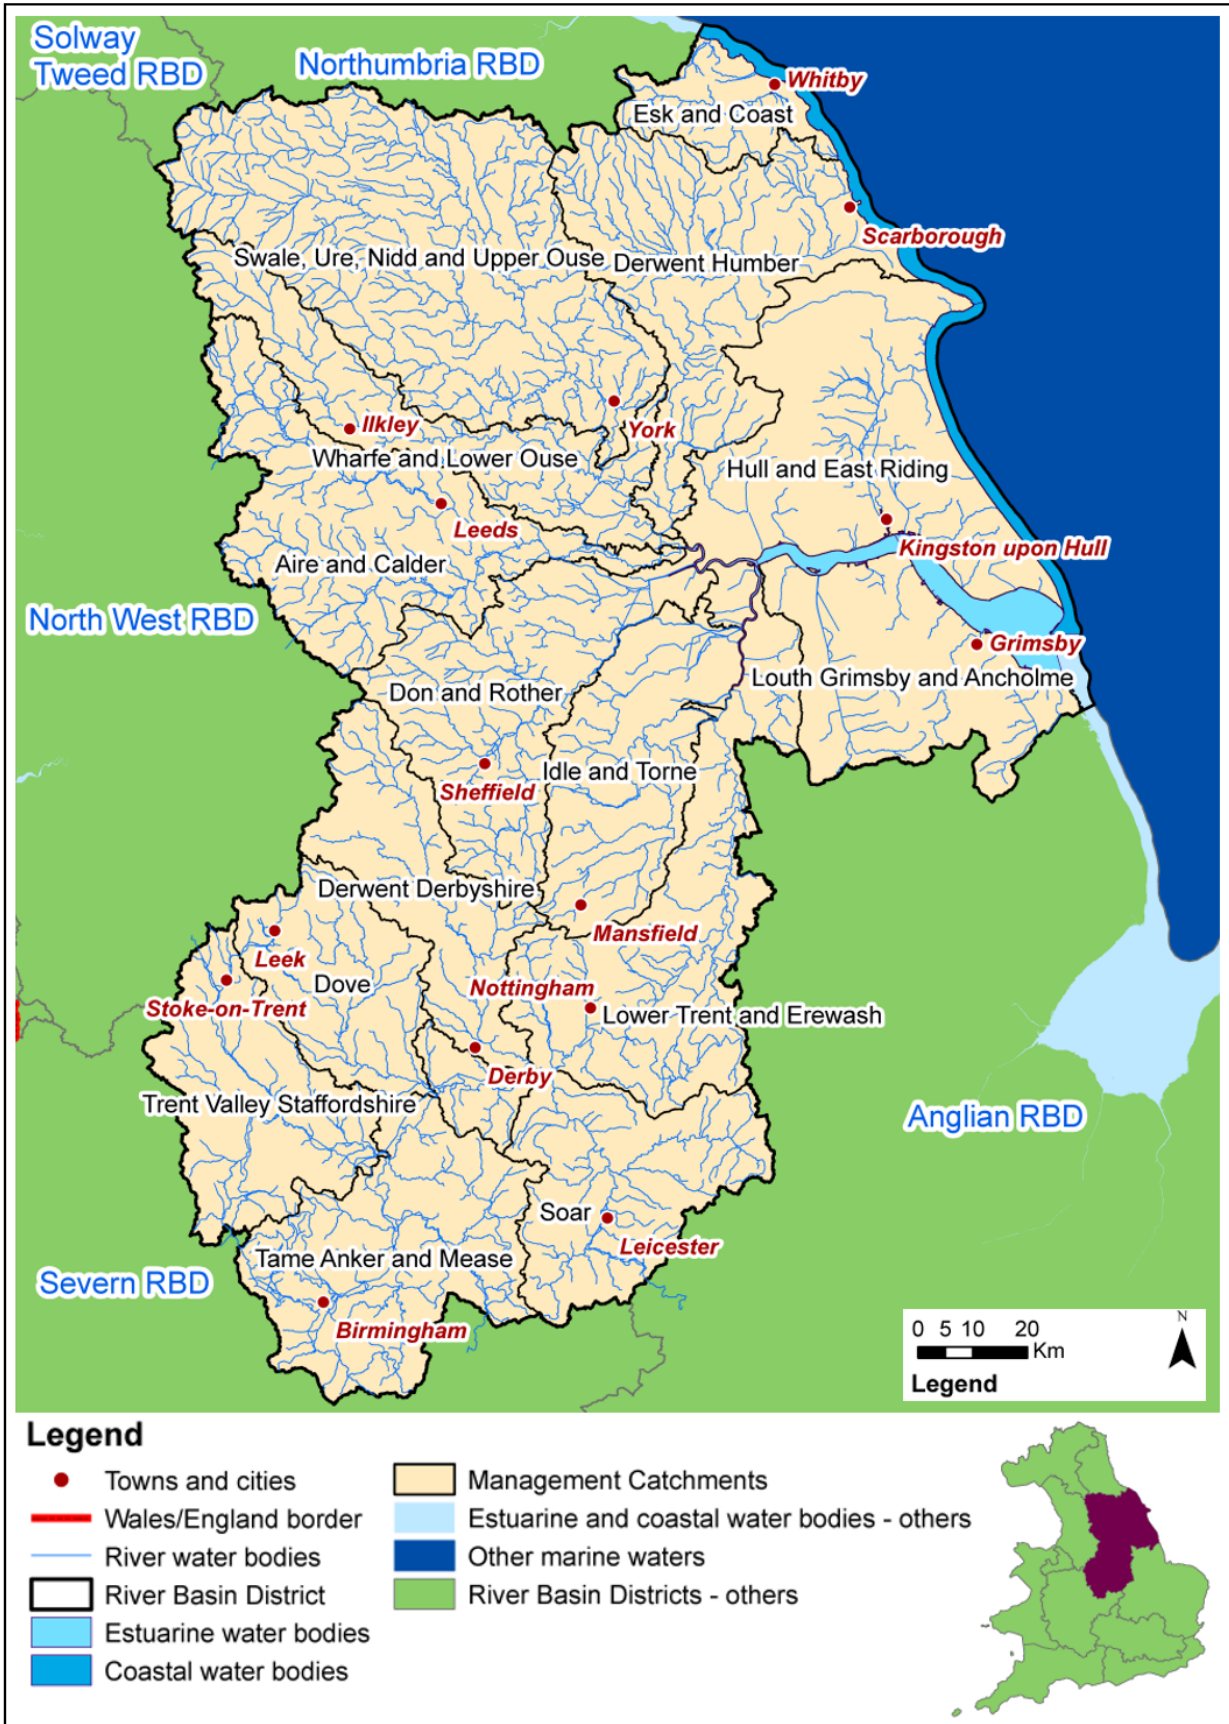 Solway
Tweed RBD
Northumbria RBD
Whitby
Esk and Coast
Scarborough
Swale, Ure, Nidd and Upper Ouse
Derwent Humber
Ilkley
York
Wharfe and Lower Ouse
Hull and East Riding
Leeds
Kingston upon Hull
Aire and Calder
North West RBD
Grimsby
Louth Grimsby and Ancholme
Don and Rother
Idle and Torne
Sheffield
Derwent Derbyshire
Mansfield
Leek
Dove
Nottingham
Stoke-on-Trent
Lower Trent and Erewash
Derby
Trent Valley Staffordshire
Anglian RBD
Soar
Leicester
Tame Anker and Mease
Severn RBD
Birmingham
N
0 5 10 20
Km
Legend
Legend
Towns and cities
Wales/England border
River water bodies
River Basin District
Estuarine water bodies
Coastal water bodies
Management Catchments
Estuarine and coastal water bodies - others
Other marine waters
River Basin Districts - others